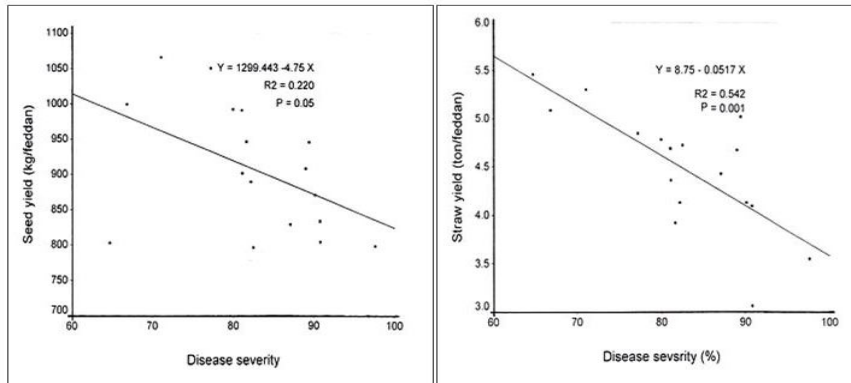 1100
1050
1000
950
900
850
800
750
700
60
70
80
90
100
Seed yield (kg/feddan)
Disease severity
Y = 1299.443 -4.75 X
R2 = 0.220
P = 0.05
6.0
5.5
5.0
4.5
4.0
3.5
3.0
60
70
80
90
100
Straw yield (ton/feddan)
Disease sevsrity (%)
Y = 8.75 - 0.0517 X
R2 = 0.542
P = 0.001